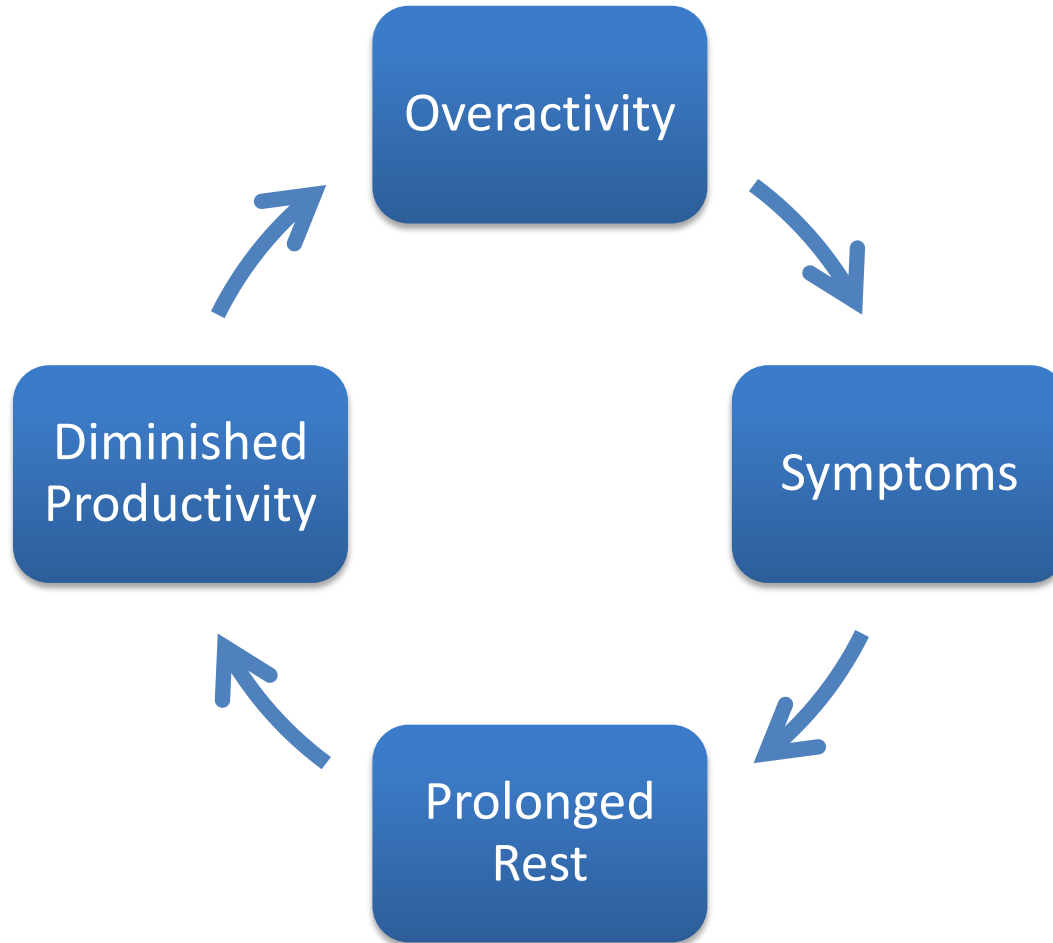 Overactivity
Symptoms
Prolonged
Rest
Diminished
Productivity